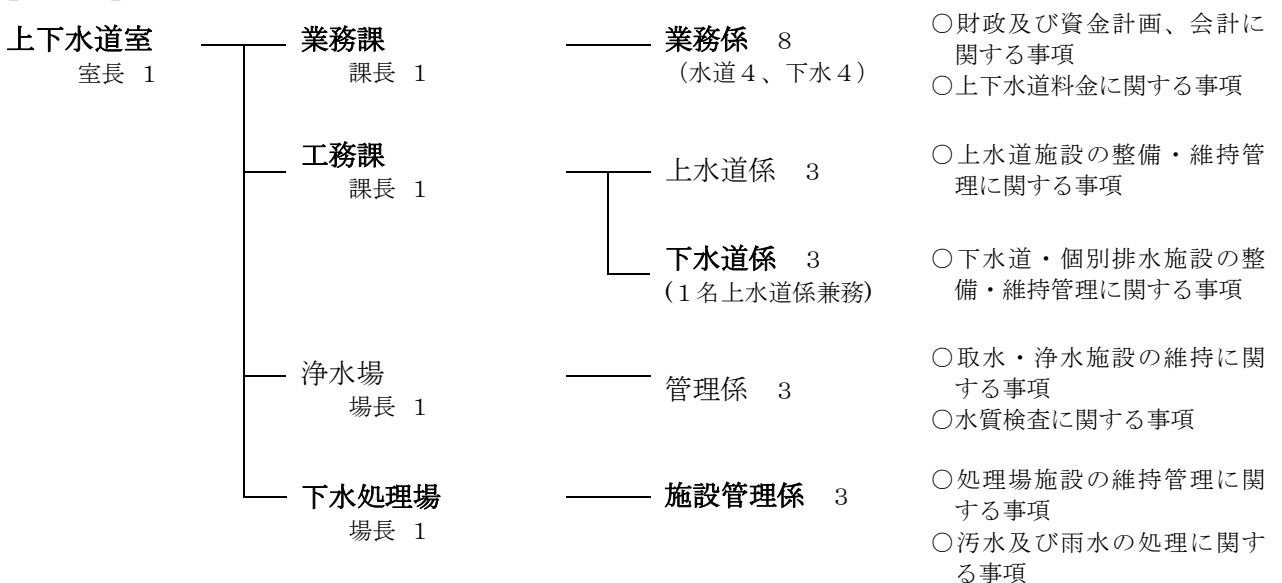 上下水道室
室長 1
業務課
課長 1
業務係 8
(水道4、下水4)
○財政及び資金計画、会計に
関する事項
○上下水道料金に関する事項
工務課
課長 1
上水道係 3
○上水道施設の整備・維持管
理に関する事項
下水道係 3
(1名上水道係兼務)
○下水道・個別排水施設の整
備・維持管理に関する事項
浄水場
場長 1
管理係 3
○取水・浄水施設の維持に関
する事項
○水質検査に関する事項
下水処理場
場長 1
施設管理係 3
○処理場施設の維持管理に関
する事項
○汚水及び雨水の処理に関す
る事項